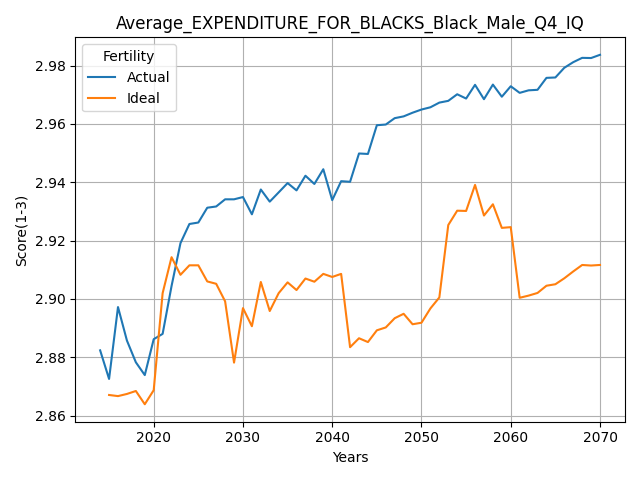 Average_EXPENDITURE_FOR_BLACKS_Black_Male_Q4_IQ
Fertility
Actual
Ideal
Score(1-3)
2.98
2.96
2.94
2.92
2.90
2.88
2.86
2020 2030 2040 2050 2060 2070
Years